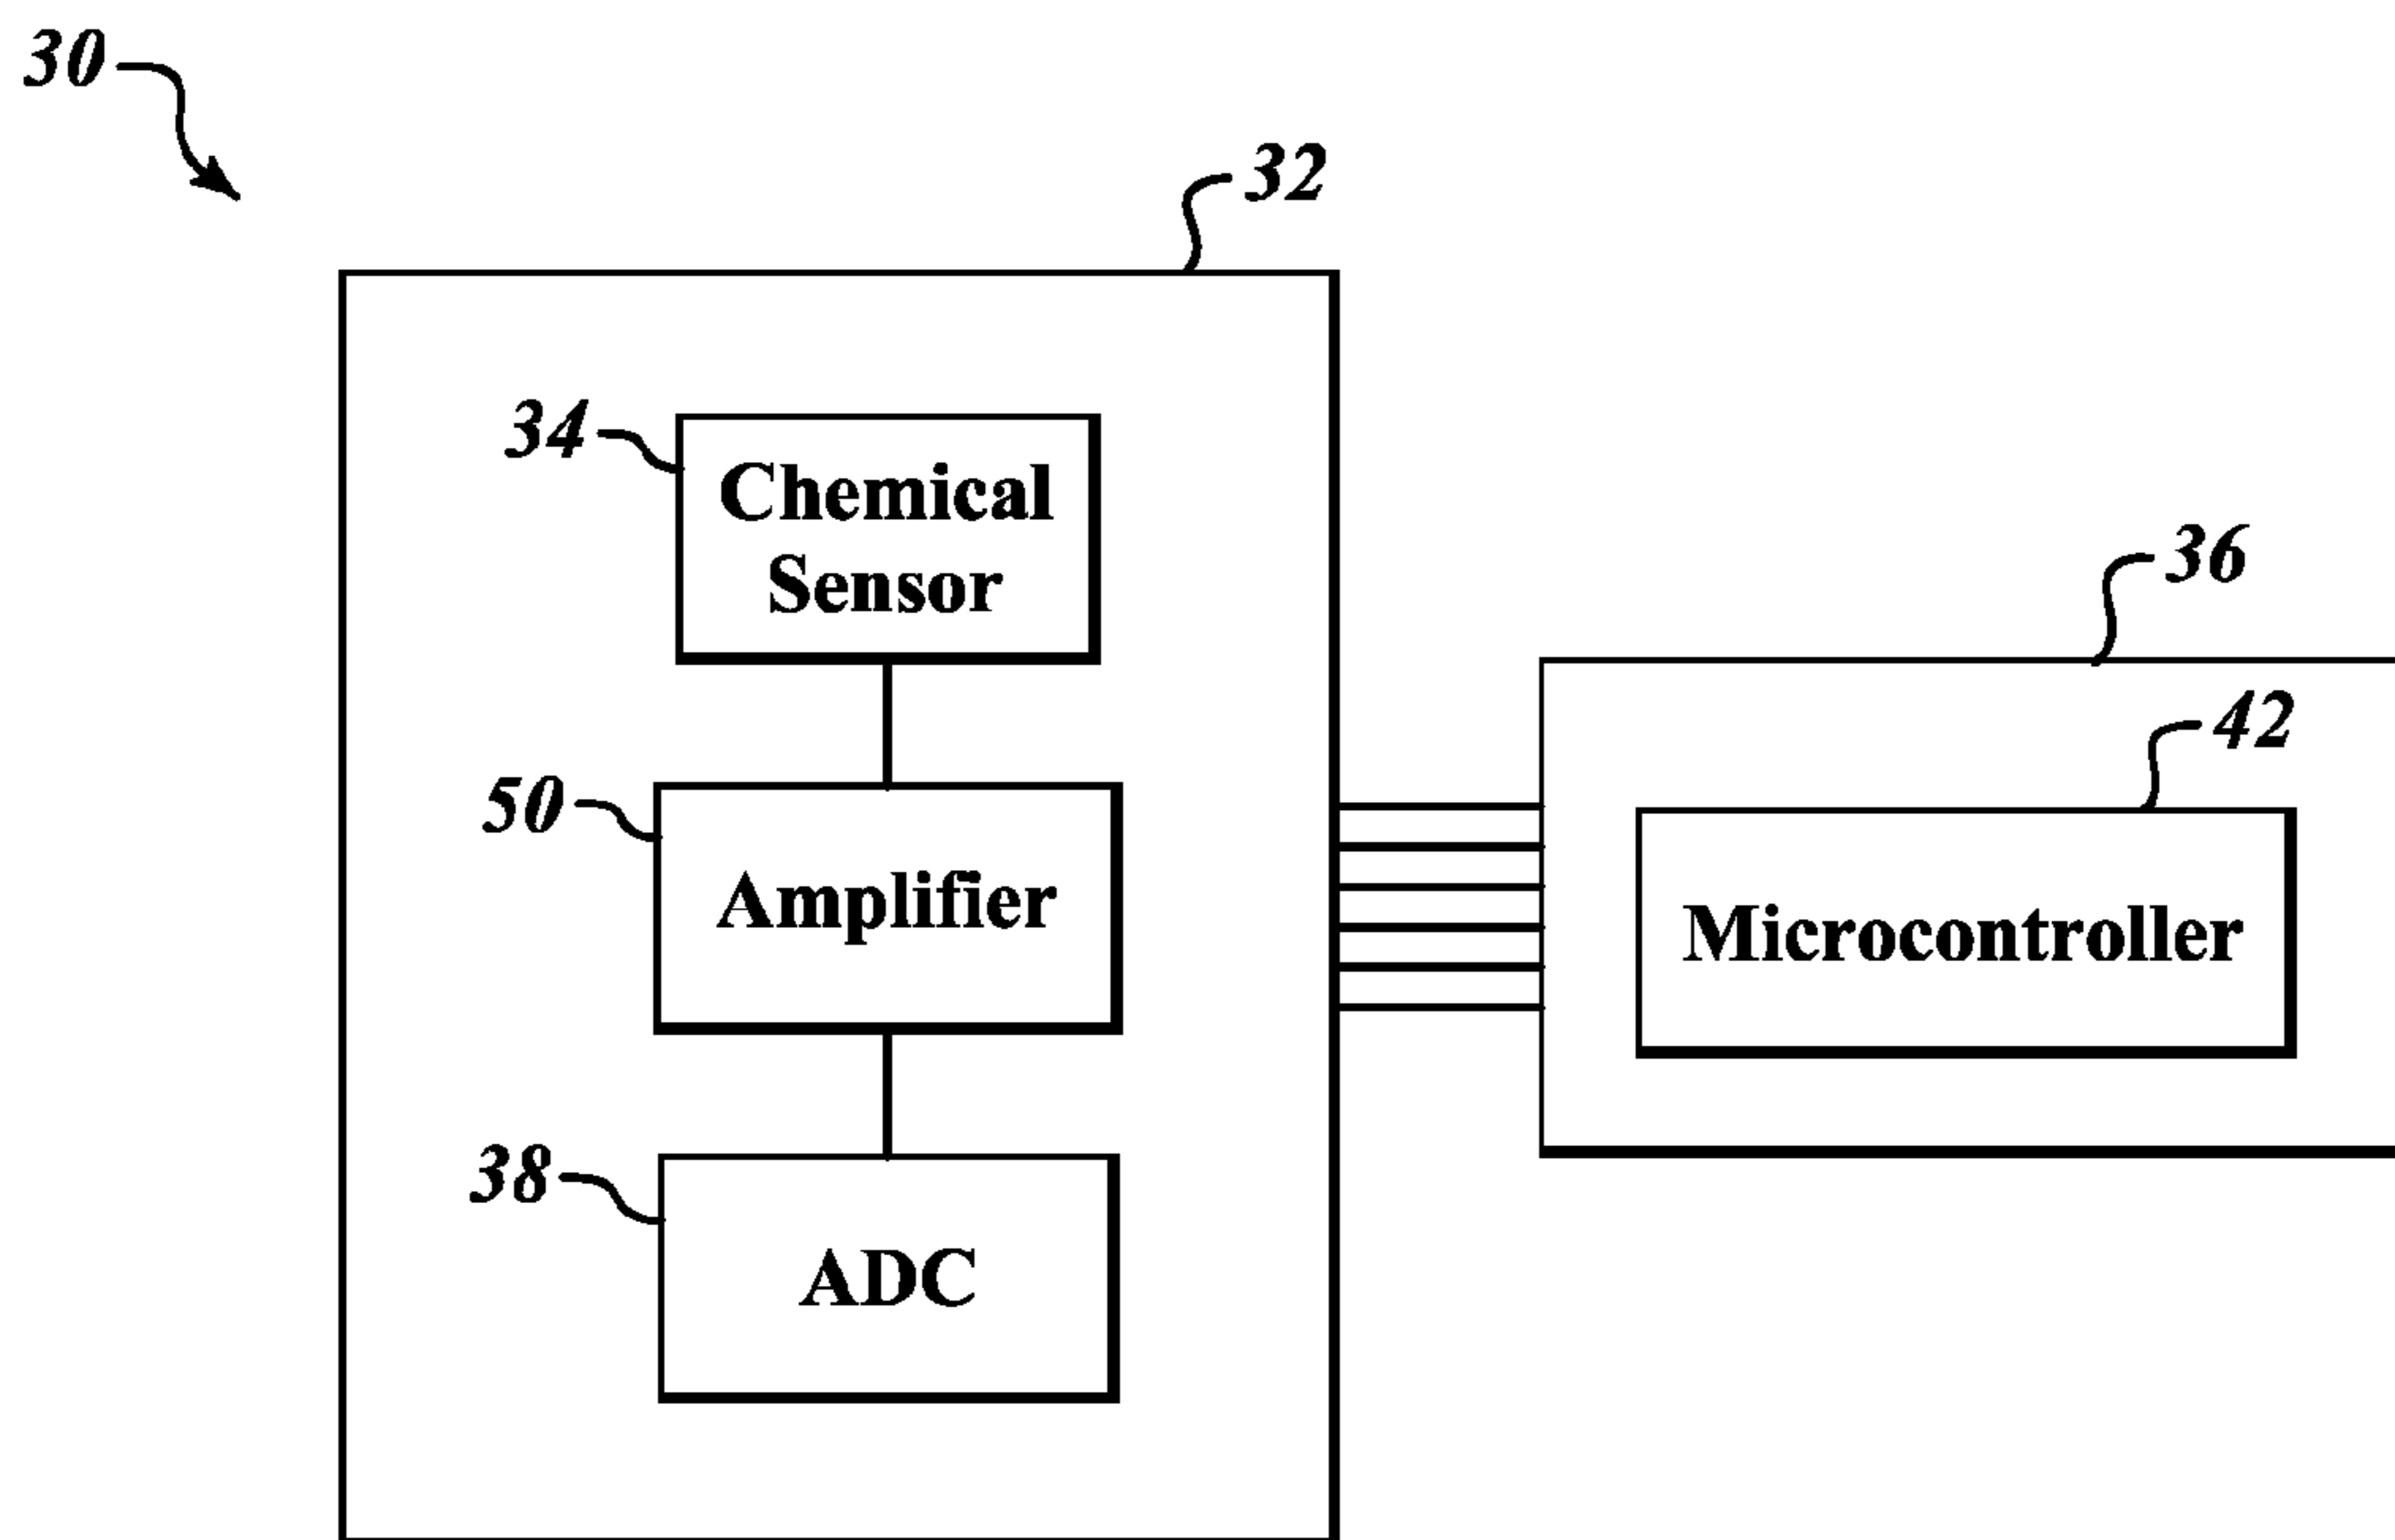 30
32
34
Chemical
Sensor
36
42
50
Amplifier
Microcontroller
38
ADC